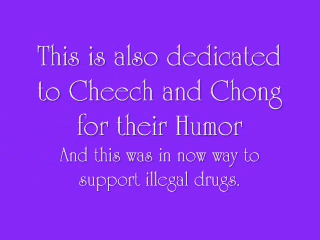 This is also dedicated
to Cheech and Chong
for their Humor
And this was in now way to
support illegal drugs.